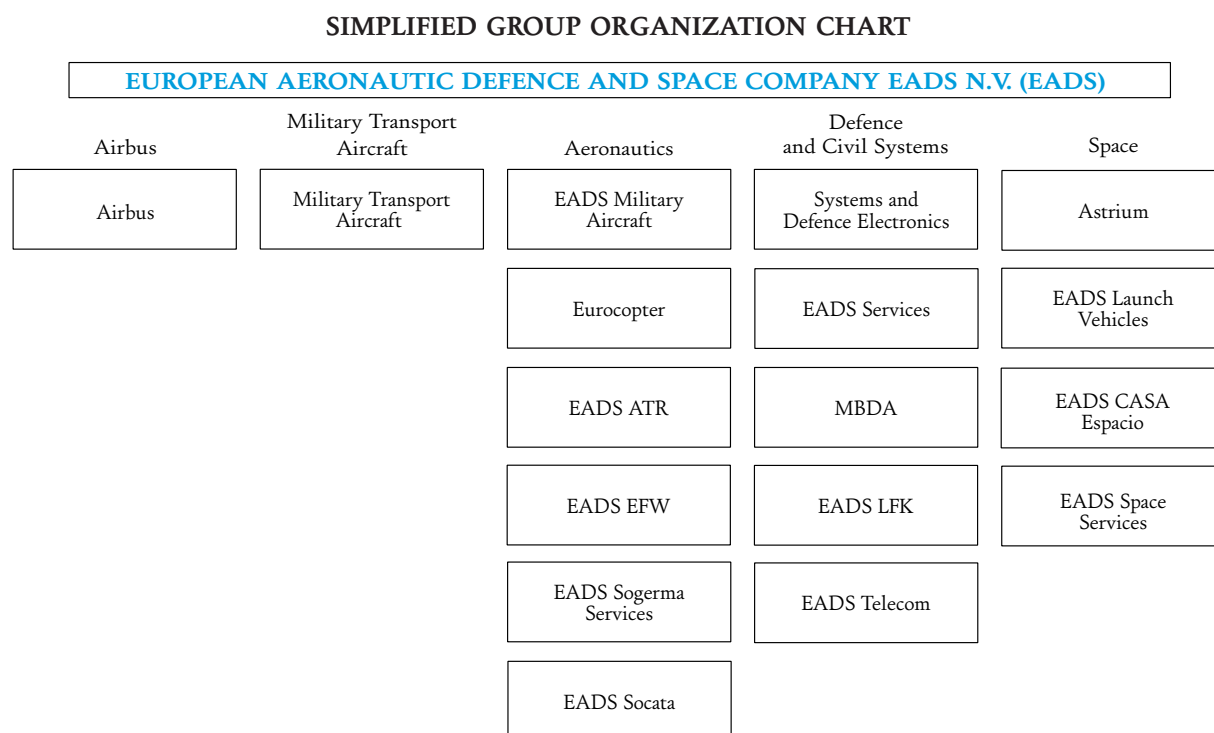 SIMPLIFIED GROUP ORGANIZATION CHART
EUROPEAN AERONAUTIC DEFENCE AND SPACE COMPANY EADS N.V. (EADS)
Airbus
Military Transport
Aircraft
Aeronautics
Defence
and Civil Systems
Space
Airbus
Military Transport
Aircraft
EADS Military
Aircraft
Systems and
Defence Electronics
Astrium
Eurocopter
EADS Services
EADS Launch
Vehicles
EADS ATR
MBDA
EADS CASA
Espacio
EADS EFW
EADS LFK
EADS Space
Services
EADS Sogerma
Services
EADS Telecom
EADS Socata